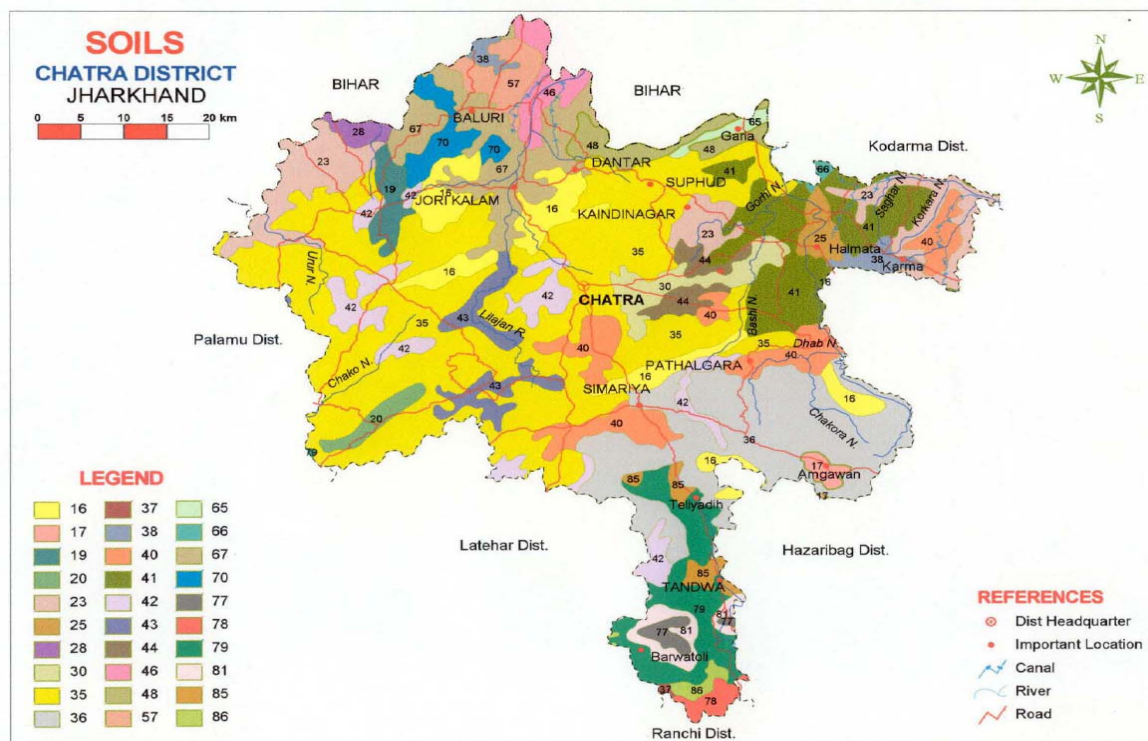 SOILS
CHATRA DISTRICT
JHARKHAND
0 5 10 15 20 km
N
W E
S
BIHAR
BIHAR
38
57
46
BALURI
28
67
70
70
48
Garia
65
48
Kodarma Dist.
23
19
67
DANTAR
41
66
SUPHUD
Gorhi N.
23
Saghar N.
Kerkara N.
42
16
JORI KALAM
42
16
KAINDINAGAR
23
41
25
Halmata
40
35
44
38
Karma
Urur N.
16
30
16
42
42
CHATRA
44
40
41
Bashi N.
43
Lilajan R.
35
35
Palamu Dist.
35
Dhab N.
42
40
PATHALGARA
40
Chako N.
16
43
SIMARIYA
42
16
20
40
Chakora N.
36
79
16
17
Amgawan
42
85
85
17
Teliyadih
Latehar Dist.
Hazaribag Dist.
42
85
TANDWA
79
81
77
77
81
Barwatoli
37
86
78
Ranchi Dist.
LEGEND
16 37 65
17 38 66
19 40 67
20 41 70
23 42 77
25 43 78
28 44 79
30 46 81
35 48 85
36 57 86
REFERENCES
Dist Headquarter
Important Location
Canal
River
Road